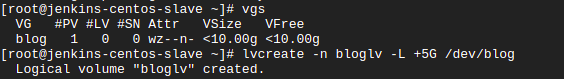 [root@jenkins-centos-slave ~]# vgs
  VG   #PV #LV #SN Attr   VSize   VFree
  blog   1   0   0 wz--n- <10.00g <10.00g
[root@jenkins-centos-slave ~]# lvcreate -n bloglv -L +5G /dev/blog
  Logical volume "bloglv" created.